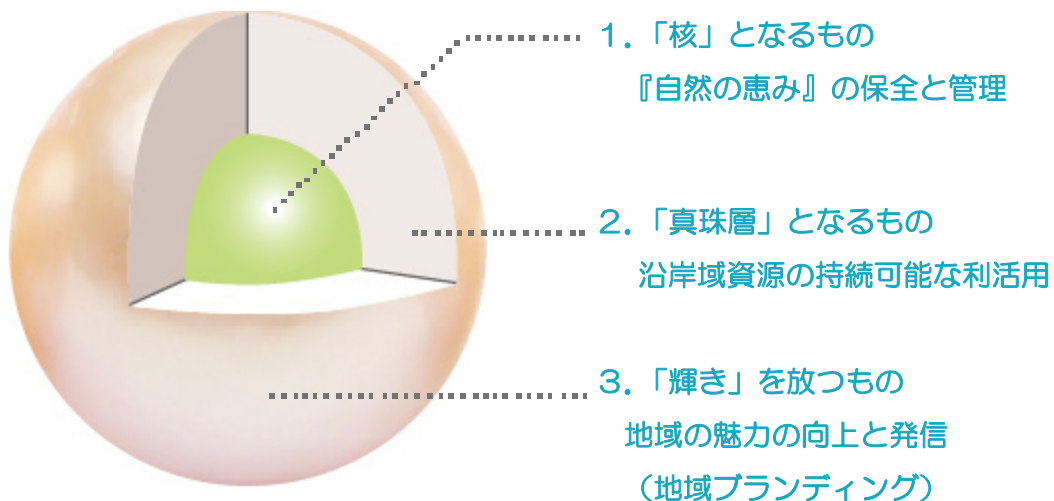 1．「核」となるもの
『自然の恵み』の保全と管理
2．「真珠層」となるもの
沿岸域資源の持続可能な利活用
3．「輝き」を放つもの
地域の魅力の向上と発信
（地域ブランディング）